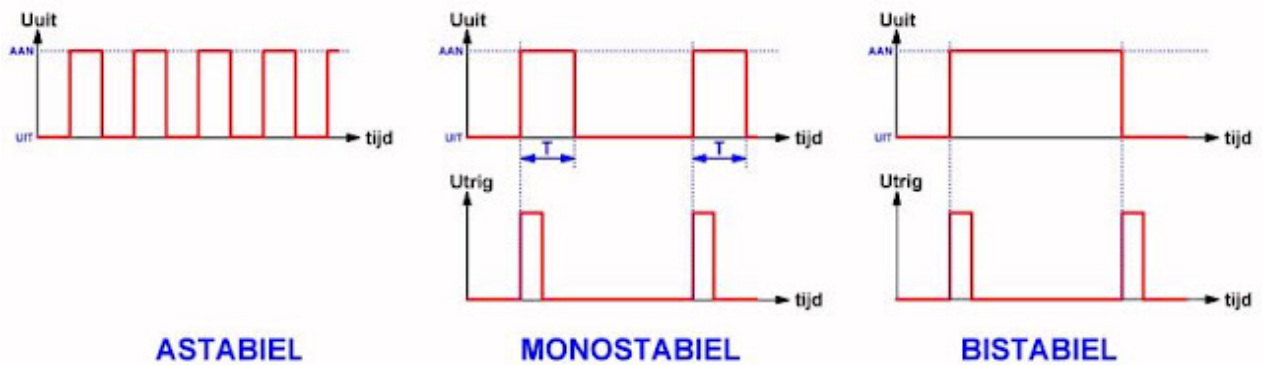 Uuit
AAN
UIT
tijd
ASTABIEL
Uuit
AAN
UIT
tijd
T
T
Utrig
tijd
MONOSTABIEL
Uuit
AAN
UIT
tijd
Utrig
tijd
BISTABIEL